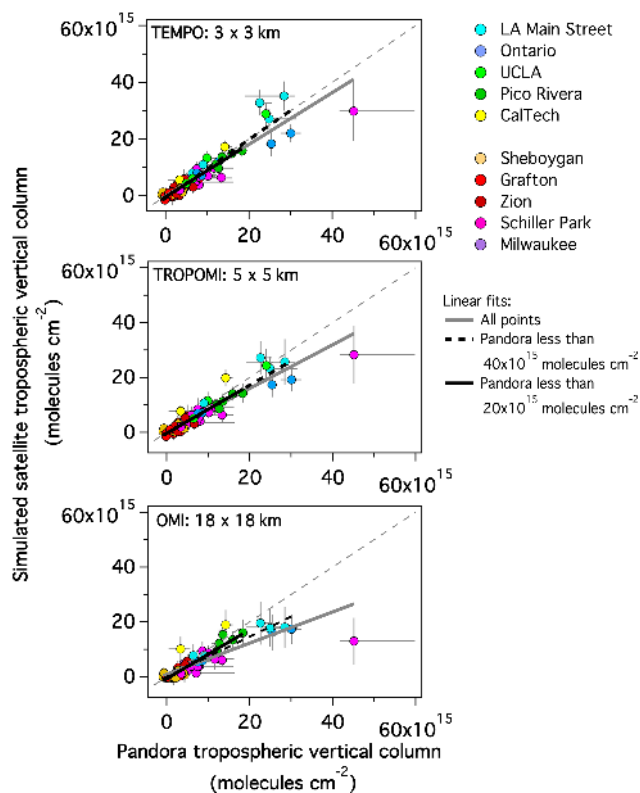 60x10^15
TEMPO: 3 x 3 km
40
20
0
0
20
40
60x10^15
60x10^15
TROPOMI: 5 x 5 km
40
20
0
0
20
40
60x10^15
60x10^15
OMI: 18 x 18 km
40
20
0
0
20
40
60x10^15
Simulated satellite tropospheric vertical column
(molecules cm^-2)
Pandora tropospheric vertical column
(molecules cm^-2)
LA Main Street
Ontario
UCLA
Pico Rivera
CalTech
Sheboygan
Grafton
Zion
Schiller Park
Milwaukee
Linear fits:
All points
Pandora less than
40x10^15 molecules cm^-2
Pandora less than
20x10^15 molecules cm^-2